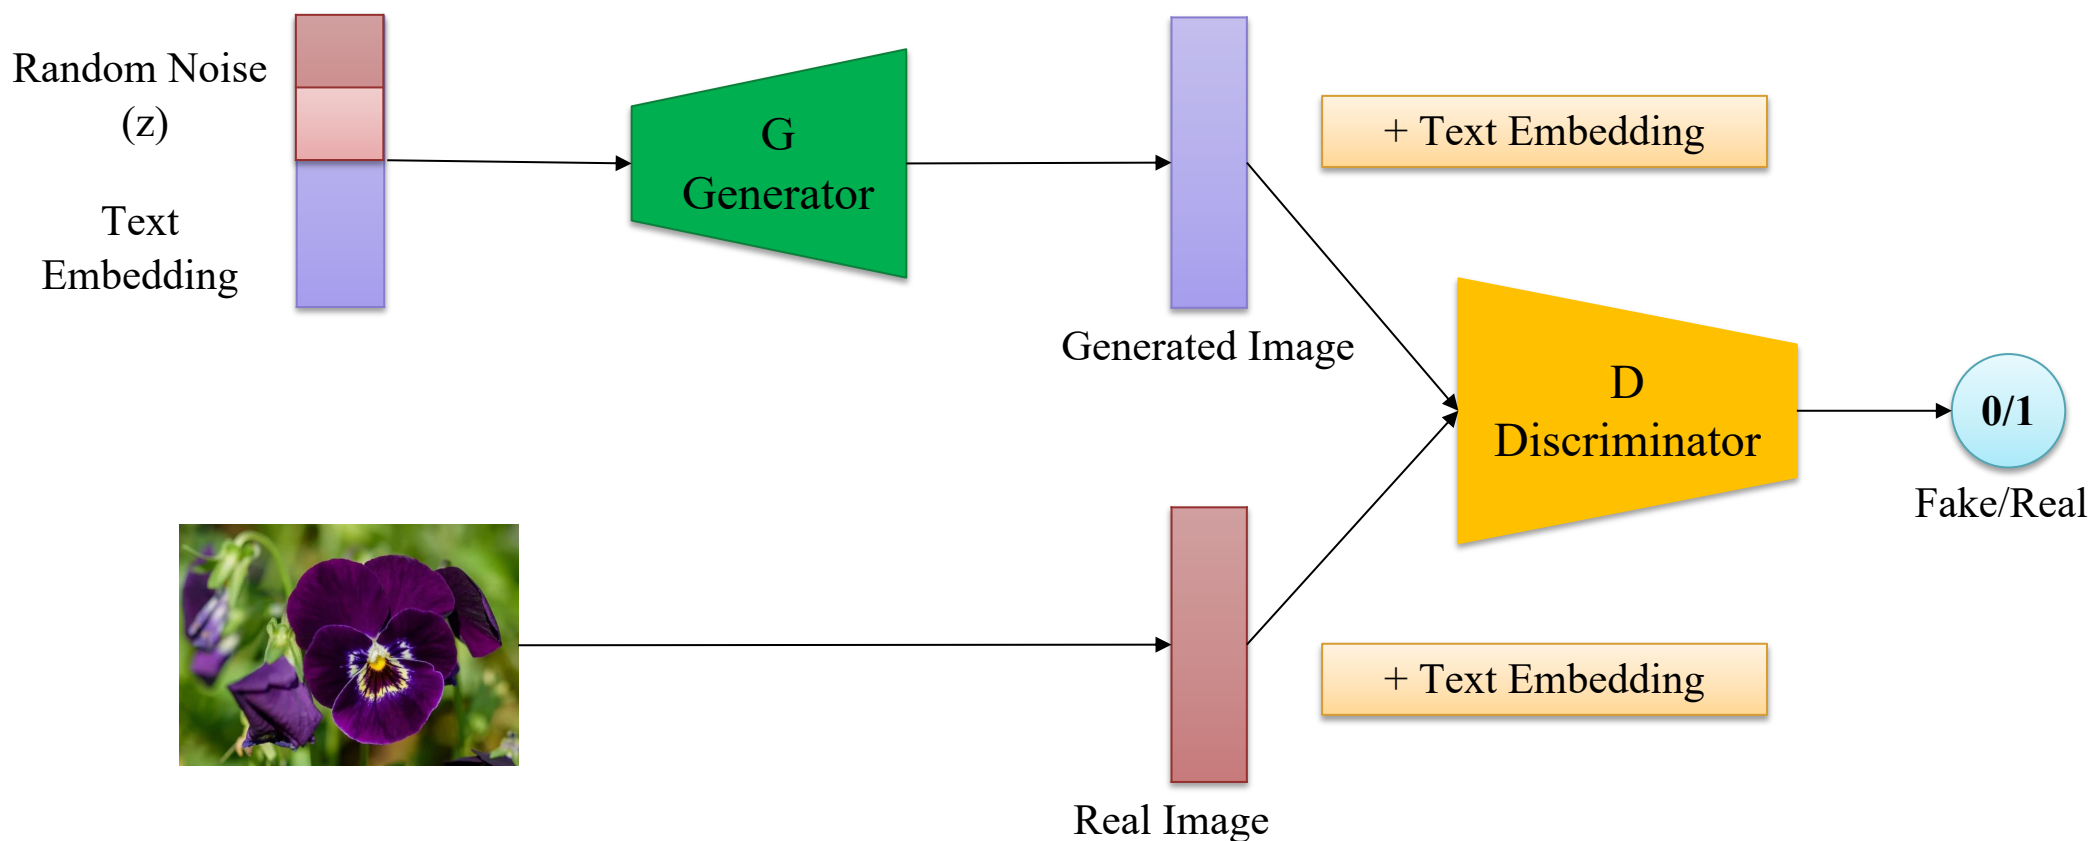 Random Noise
(z)
Text
Embedding
G
Generator
Generated Image
+ Text Embedding
D
Discriminator
0/1
Fake/Real
Real Image
+ Text Embedding